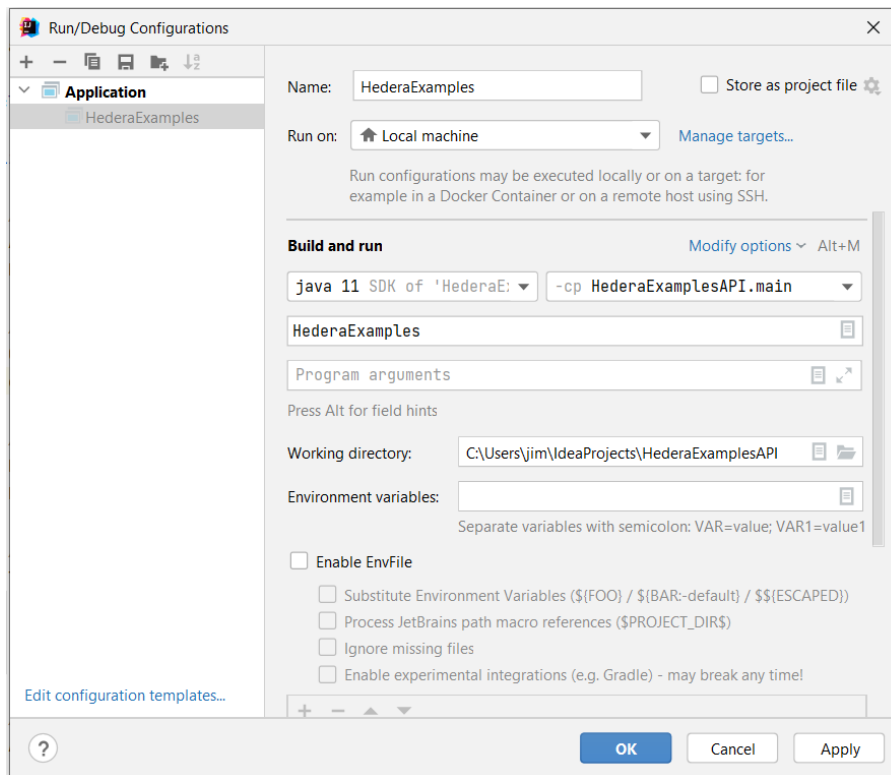 Run/Debug Configurations
Application
HederaExamples
Edit configuration templates...
Name: HederaExamples Store as project file
Run on: Local machine Manage targets...
Run configurations may be executed locally or on a target: for
example in a Docker Container or on a remote host using SSH.
Build and run Modify options Alt+M
java 11 SDK of 'HederaE: -cp HederaExamplesAPI.main
HederaExamples
Program arguments
Press Alt for field hints
Working directory: C:\Users\jim\IdeaProjects\HederaExamplesAPI
Environment variables:
Separate variables with semicolon: VAR=value; VAR1=value1
Enable EnvFile
Substitute Environment Variables (${FOO} / ${BAR:-default} / $${ESCAPED})
Process JetBrains path macro references ($PROJECT_DIR$)
Ignore missing files
Enable experimental integrations (e.g. Gradle) - may break any time!
? OK Cancel Apply